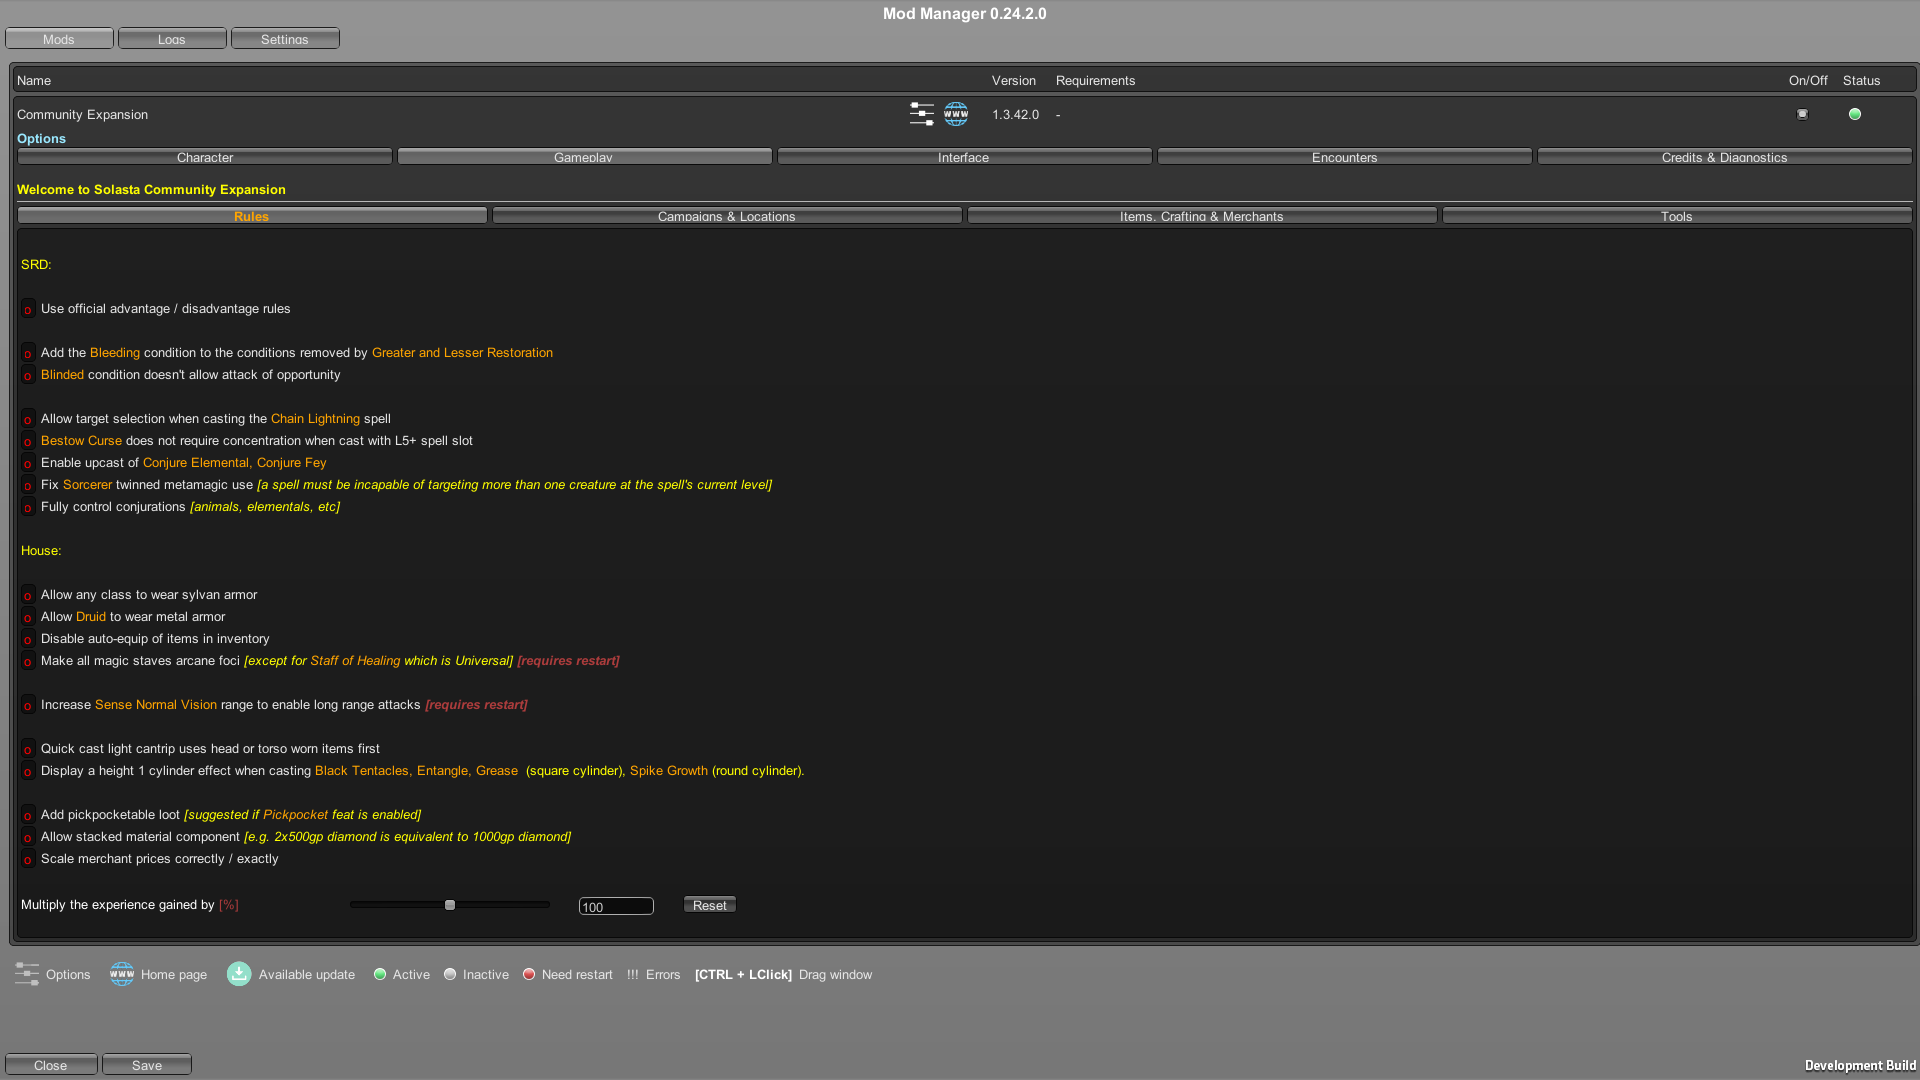 Mod Manager 0.24.2.0
Mods Logs Settings
Name Version Requirements On/Off Status
Community Expansion www 1.3.42.0 -
Options
Character Gameplay Interface Encounters Credits & Diagnostics
Welcome to Solasta Community Expansion
Rules Campaigns & Locations Items, Crafting & Merchants Tools
SRD:
o Use official advantage / disadvantage rules
o Add the Bleeding condition to the conditions removed by Greater and Lesser Restoration
o Blinded condition doesn't allow attack of opportunity
o Allow target selection when casting the Chain Lightning spell
o Bestow Curse does not require concentration when cast with L5+ spell slot
o Enable upcast of Conjure Elemental, Conjure Fey
o Fix Sorcerer twinned metamagic use [a spell must be incapable of targeting more than one creature at the spell's current level]
o Fully control conjurations [animals, elementals, etc]
House:
o Allow any class to wear sylvan armor
o Allow Druid to wear metal armor
o Disable auto-equip of items in inventory
o Make all magic staves arcane foci [except for Staff of Healing which is Universal] [requires restart]
o Increase Sense Normal Vision range to enable long range attacks [requires restart]
o Quick cast light cantrip uses head or torso worn items first
o Display a height 1 cylinder effect when casting Black Tentacles, Entangle, Grease (square cylinder), Spike Growth (round cylinder).
o Add pickpocketable loot [suggested if Pickpocket feat is enabled]
o Allow stacked material component [e.g. 2x500gp diamond is equivalent to 1000gp diamond]
o Scale merchant prices correctly / exactly
Multiply the experience gained by [%] 100 Reset
Options www Home page Available update Active Inactive Need restart !!! Errors [CTRL + LClick] Drag window
Close Save Development Build